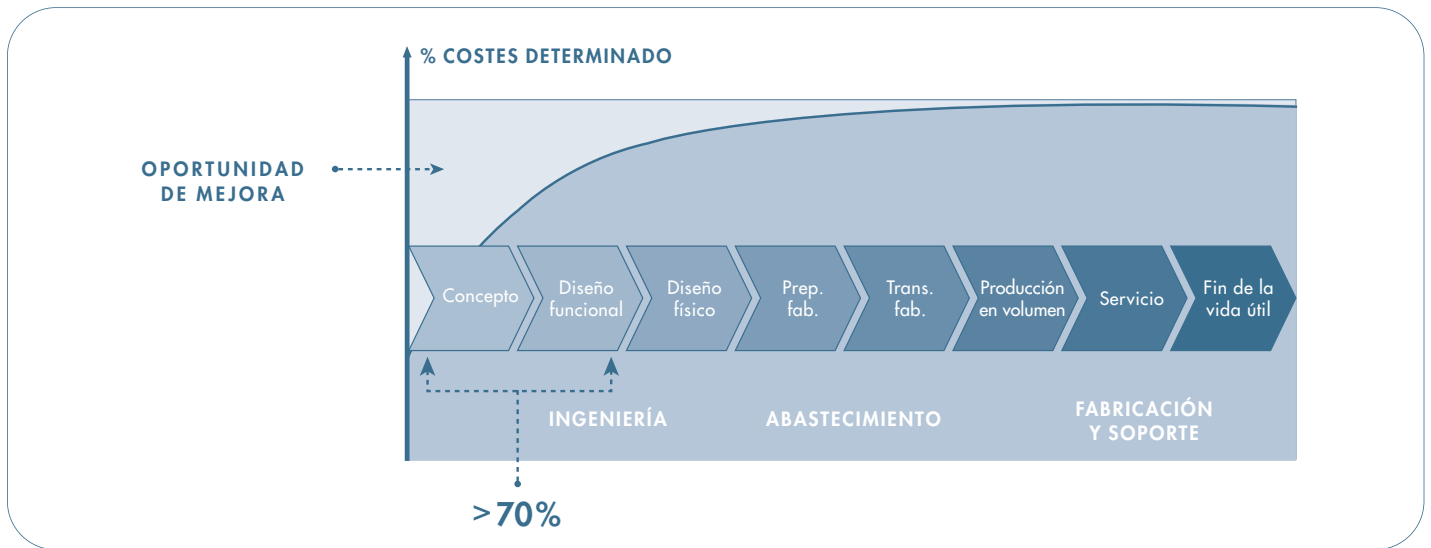 % COSTES DETERMINADO
OPORTUNIDAD
DE MEJORA
Concepto
Diseño
funcional
Diseño
físico
Prep.
fab.
Trans.
fab.
Producción
en volumen
Servicio
Fin de la
vida útil
INGENIERÍA
ABASTECIMIENTO
FABRICACIÓN
Y SOPORTE
>70%